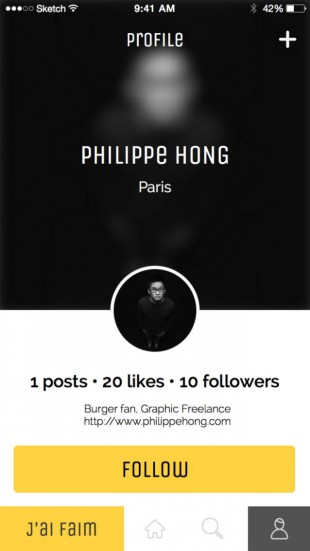 Sketch 9:41 AM 42%
Profile
Philippe Hong
Paris
1 posts • 20 likes • 10 followers
Burger fan, Graphic Freelance
http://www.philippehong.com
FOLLOW
J'ai faim